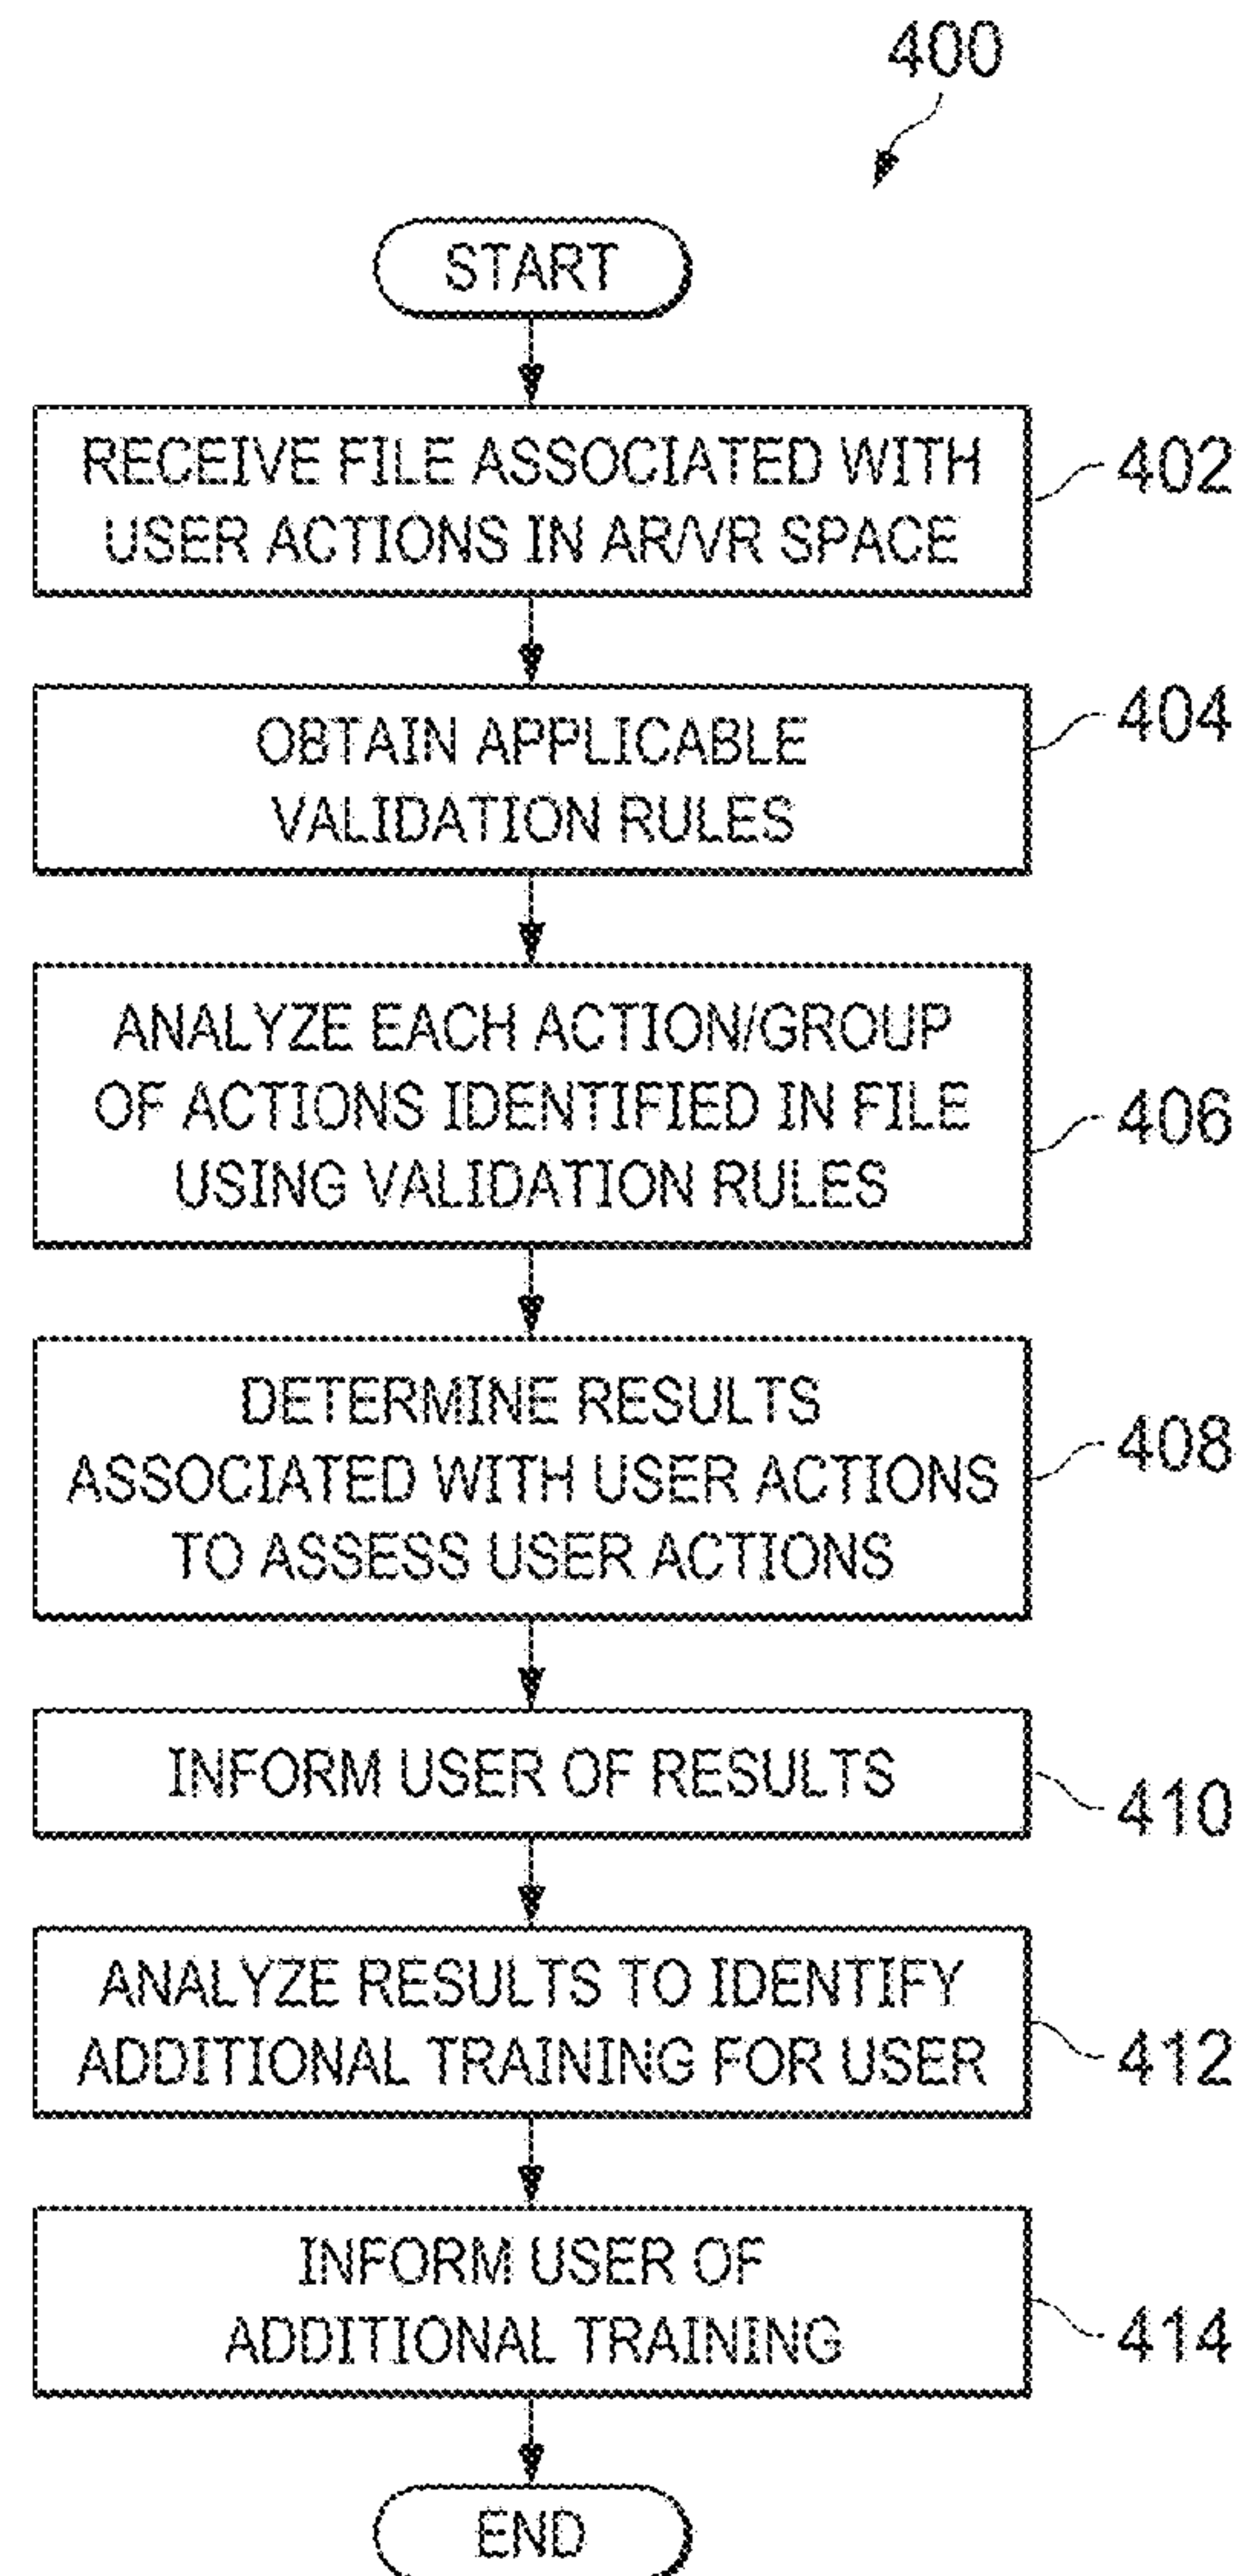 400
START
RECEIVE FILE ASSOCIATED WITH
USER ACTIONS IN AR/VR SPACE
402
OBTAIN APPLICABLE
VALIDATION RULES
404
ANALYZE EACH ACTION/GROUP
OF ACTIONS IDENTIFIED IN FILE
USING VALIDATION RULES
406
DETERMINE RESULTS
ASSOCIATED WITH USER ACTIONS
TO ASSESS USER ACTIONS
408
INFORM USER OF RESULTS
410
ANALYZE RESULTS TO IDENTIFY
ADDITIONAL TRAINING FOR USER
412
INFORM USER OF
ADDITIONAL TRAINING
414
END